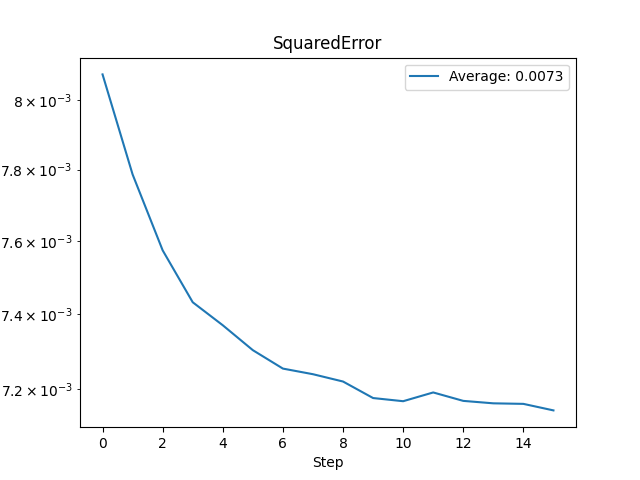 SquaredError
Average: 0.0073
8 × 10⁻³
7.8 × 10⁻³
7.6 × 10⁻³
7.4 × 10⁻³
7.2 × 10⁻³
0 2 4 6 8 10 12 14
Step